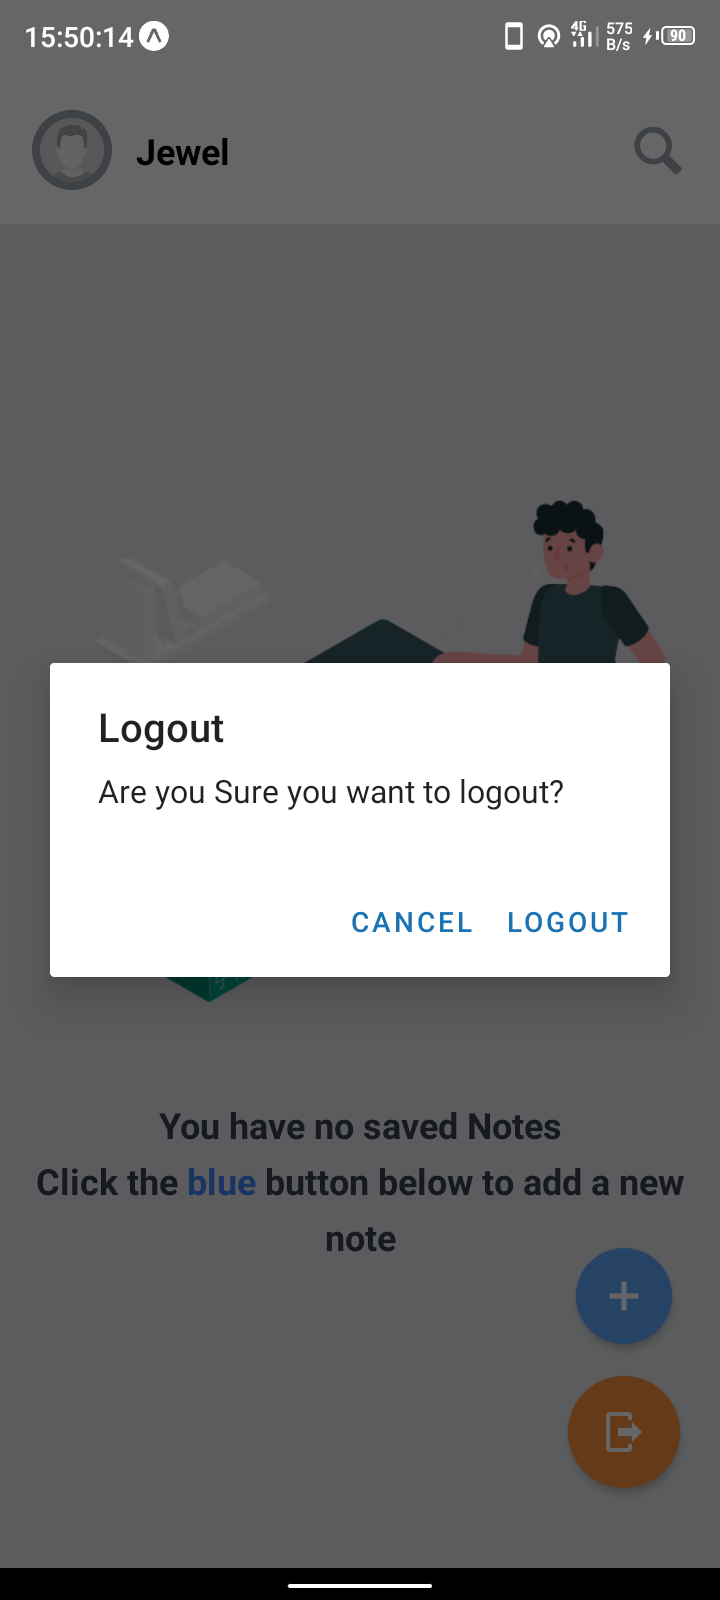 15:50:14
4G
575
B/s
90
Jewel
Logout
Are you Sure you want to logout?
CANCEL LOGOUT
You have no saved Notes
Click the blue button below to add a new
note